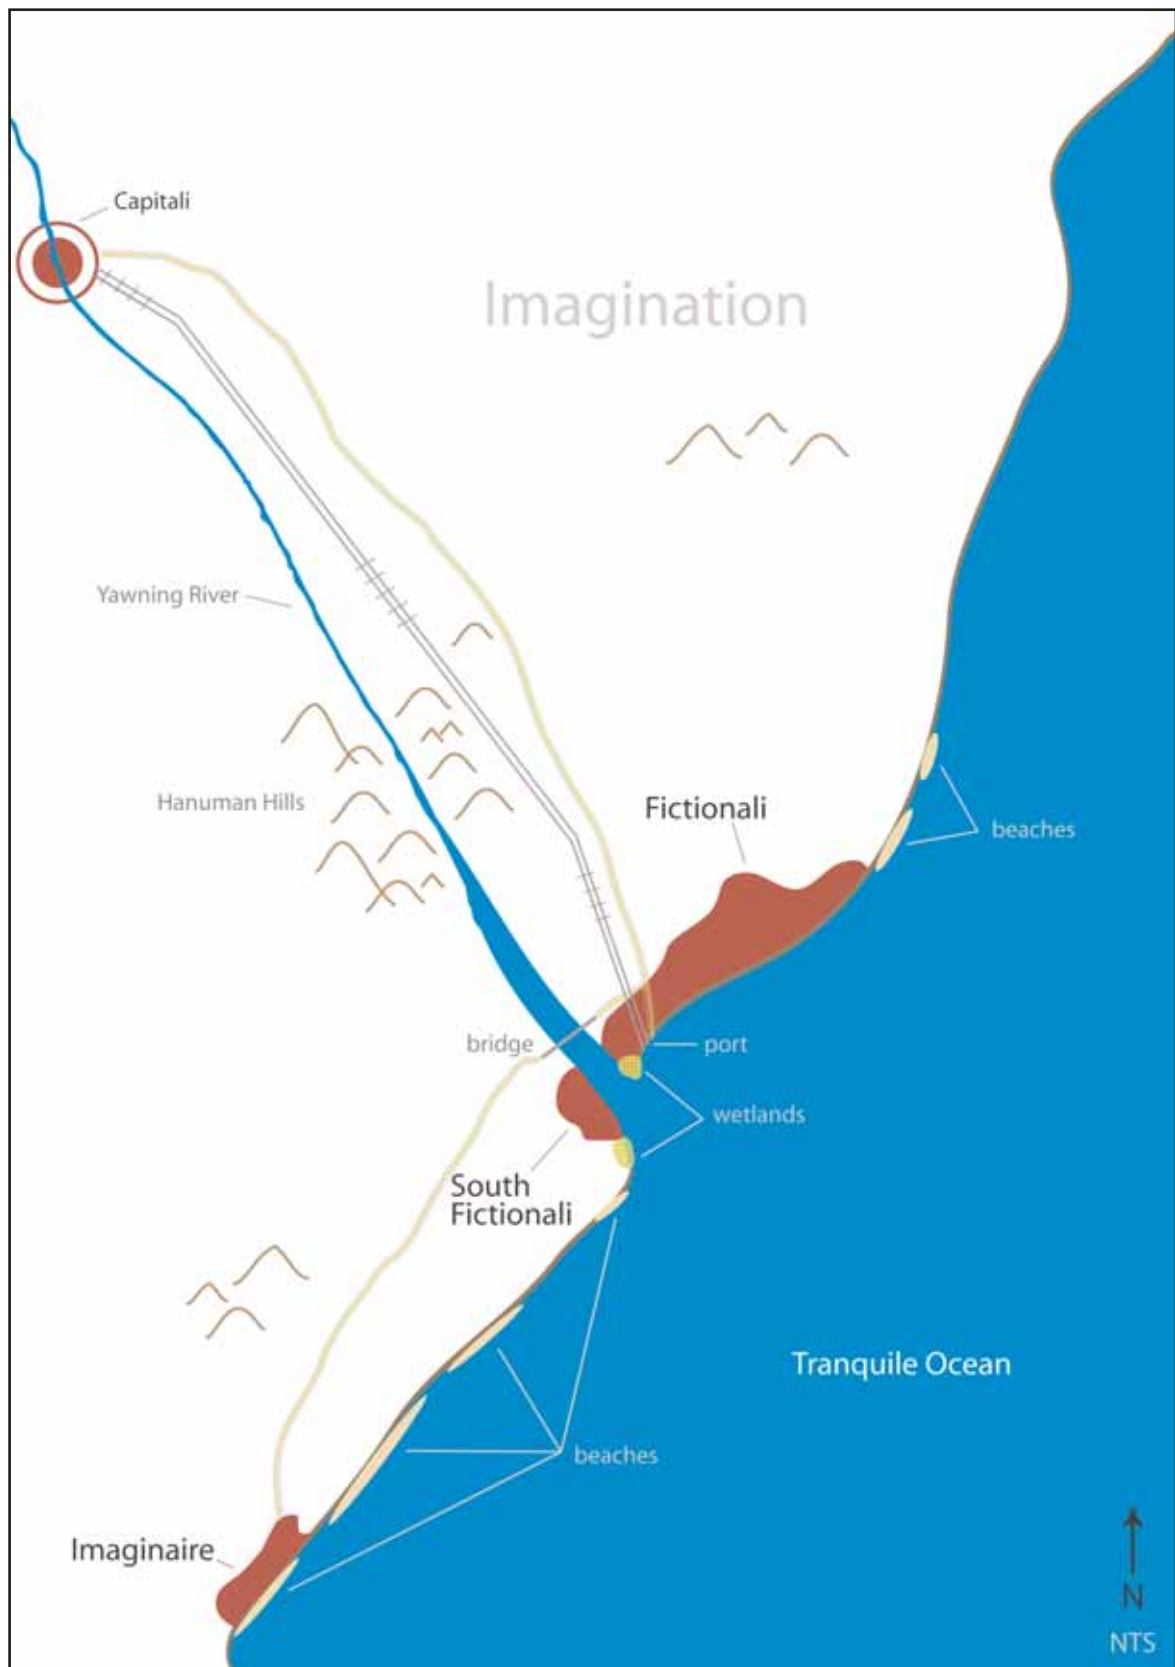 Capitali
Imagination
Yawning River
Hanuman Hills
Fictionali
beaches
bridge
port
wetlands
South
Fictionali
Tranquile Ocean
beaches
Imaginaire
N
NTS